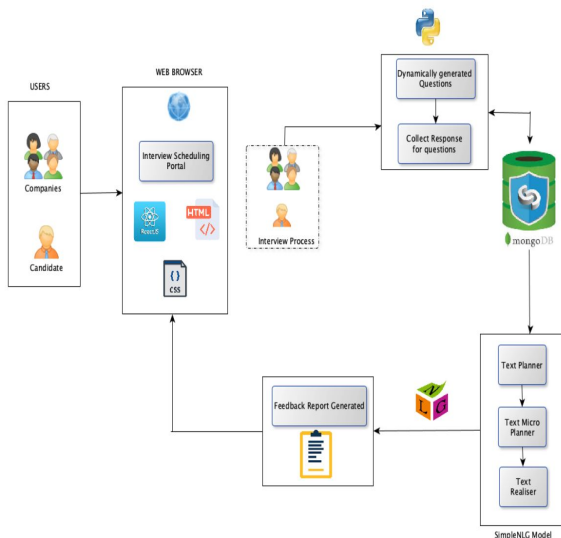 USERS
Companies
Candidate
WEB BROWSER
Interview Scheduling
Portal
ReactJS
HTML
</>
{ }
CSS
Interview Process
Dynamically generated
Questions
Collect Response
for questions
mongoDB
Text Planner
Text Micro
Planner
Text
Realiser
SimpleNLG Model
N
L
G
Feedback Report Generated